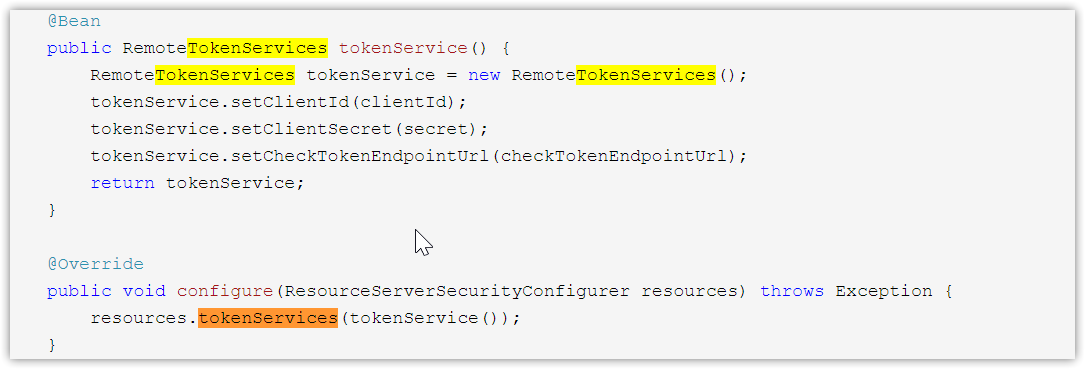 @Bean
public RemoteTokenServices tokenService() {
RemoteTokenServices tokenService = new RemoteTokenServices();
tokenService.setClientId(clientId);
tokenService.setClientSecret(secret);
tokenService.setCheckTokenEndpointUrl(checkTokenEndpointUrl);
return tokenService;
}
@Override
public void configure(ResourceServerSecurityConfigurer resources) throws Exception {
resources.tokenServices(tokenService());
}